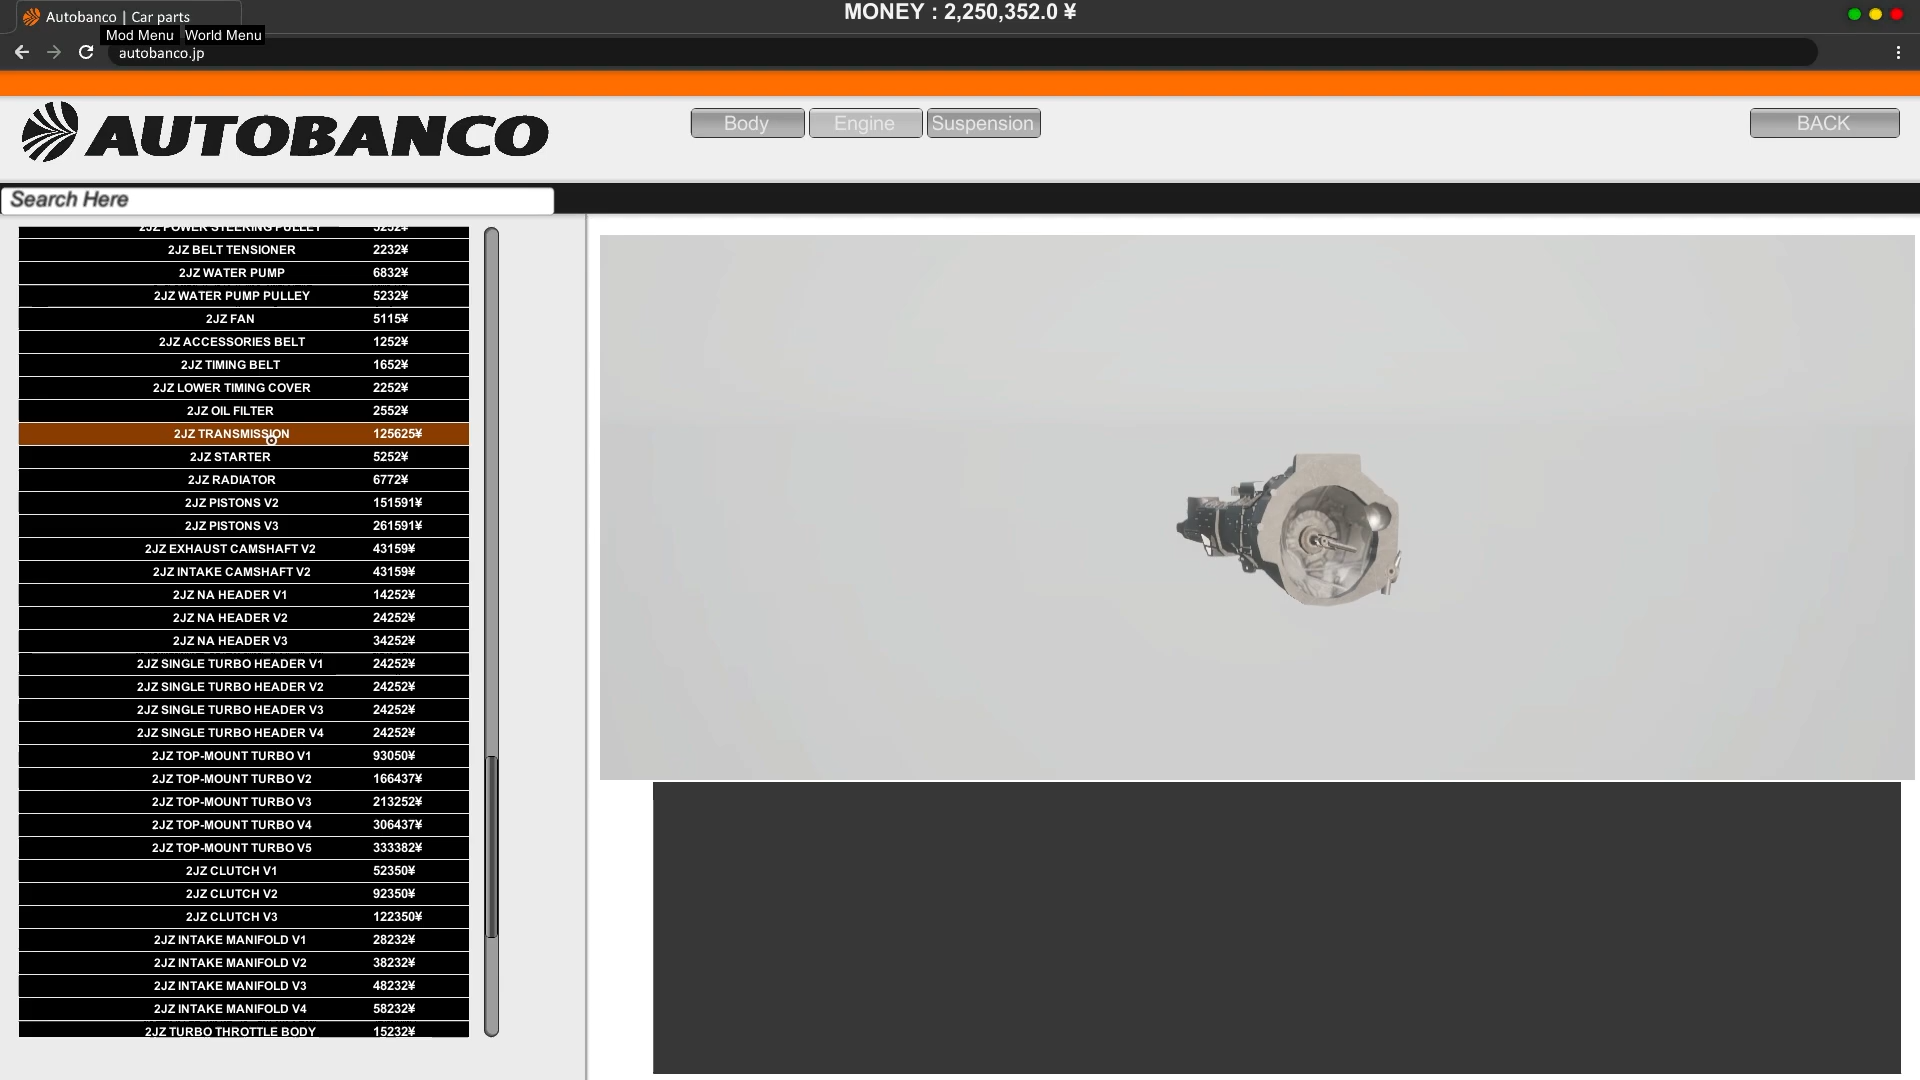 Autobanco | Car parts
MONEY : 2,250,352.0 ¥
Mod Menu World Menu
autobanco.jp
AUTOBANCO
Body Engine Suspension BACK
Search Here
2JZ POWER STEERING PULLEY 5232¥
2JZ BELT TENSIONER 2232¥
2JZ WATER PUMP 6832¥
2JZ WATER PUMP PULLEY 5232¥
2JZ FAN 5115¥
2JZ ACCESSORIES BELT 1252¥
2JZ TIMING BELT 1652¥
2JZ LOWER TIMING COVER 2252¥
2JZ OIL FILTER 2552¥
2JZ TRANSMISSION 125625¥
2JZ STARTER 5252¥
2JZ RADIATOR 6772¥
2JZ PISTONS V2 151591¥
2JZ PISTONS V3 261591¥
2JZ EXHAUST CAMSHAFT V2 43159¥
2JZ INTAKE CAMSHAFT V2 43159¥
2JZ NA HEADER V1 14252¥
2JZ NA HEADER V2 24252¥
2JZ NA HEADER V3 34252¥
2JZ SINGLE TURBO HEADER V1 24252¥
2JZ SINGLE TURBO HEADER V2 24252¥
2JZ SINGLE TURBO HEADER V3 24252¥
2JZ SINGLE TURBO HEADER V4 24252¥
2JZ TOP-MOUNT TURBO V1 93050¥
2JZ TOP-MOUNT TURBO V2 166437¥
2JZ TOP-MOUNT TURBO V3 213252¥
2JZ TOP-MOUNT TURBO V4 306437¥
2JZ TOP-MOUNT TURBO V5 333382¥
2JZ CLUTCH V1 52350¥
2JZ CLUTCH V2 92350¥
2JZ CLUTCH V3 122350¥
2JZ INTAKE MANIFOLD V1 28232¥
2JZ INTAKE MANIFOLD V2 38232¥
2JZ INTAKE MANIFOLD V3 48232¥
2JZ INTAKE MANIFOLD V4 58232¥
2JZ TURBO THROTTLE BODY 15232¥